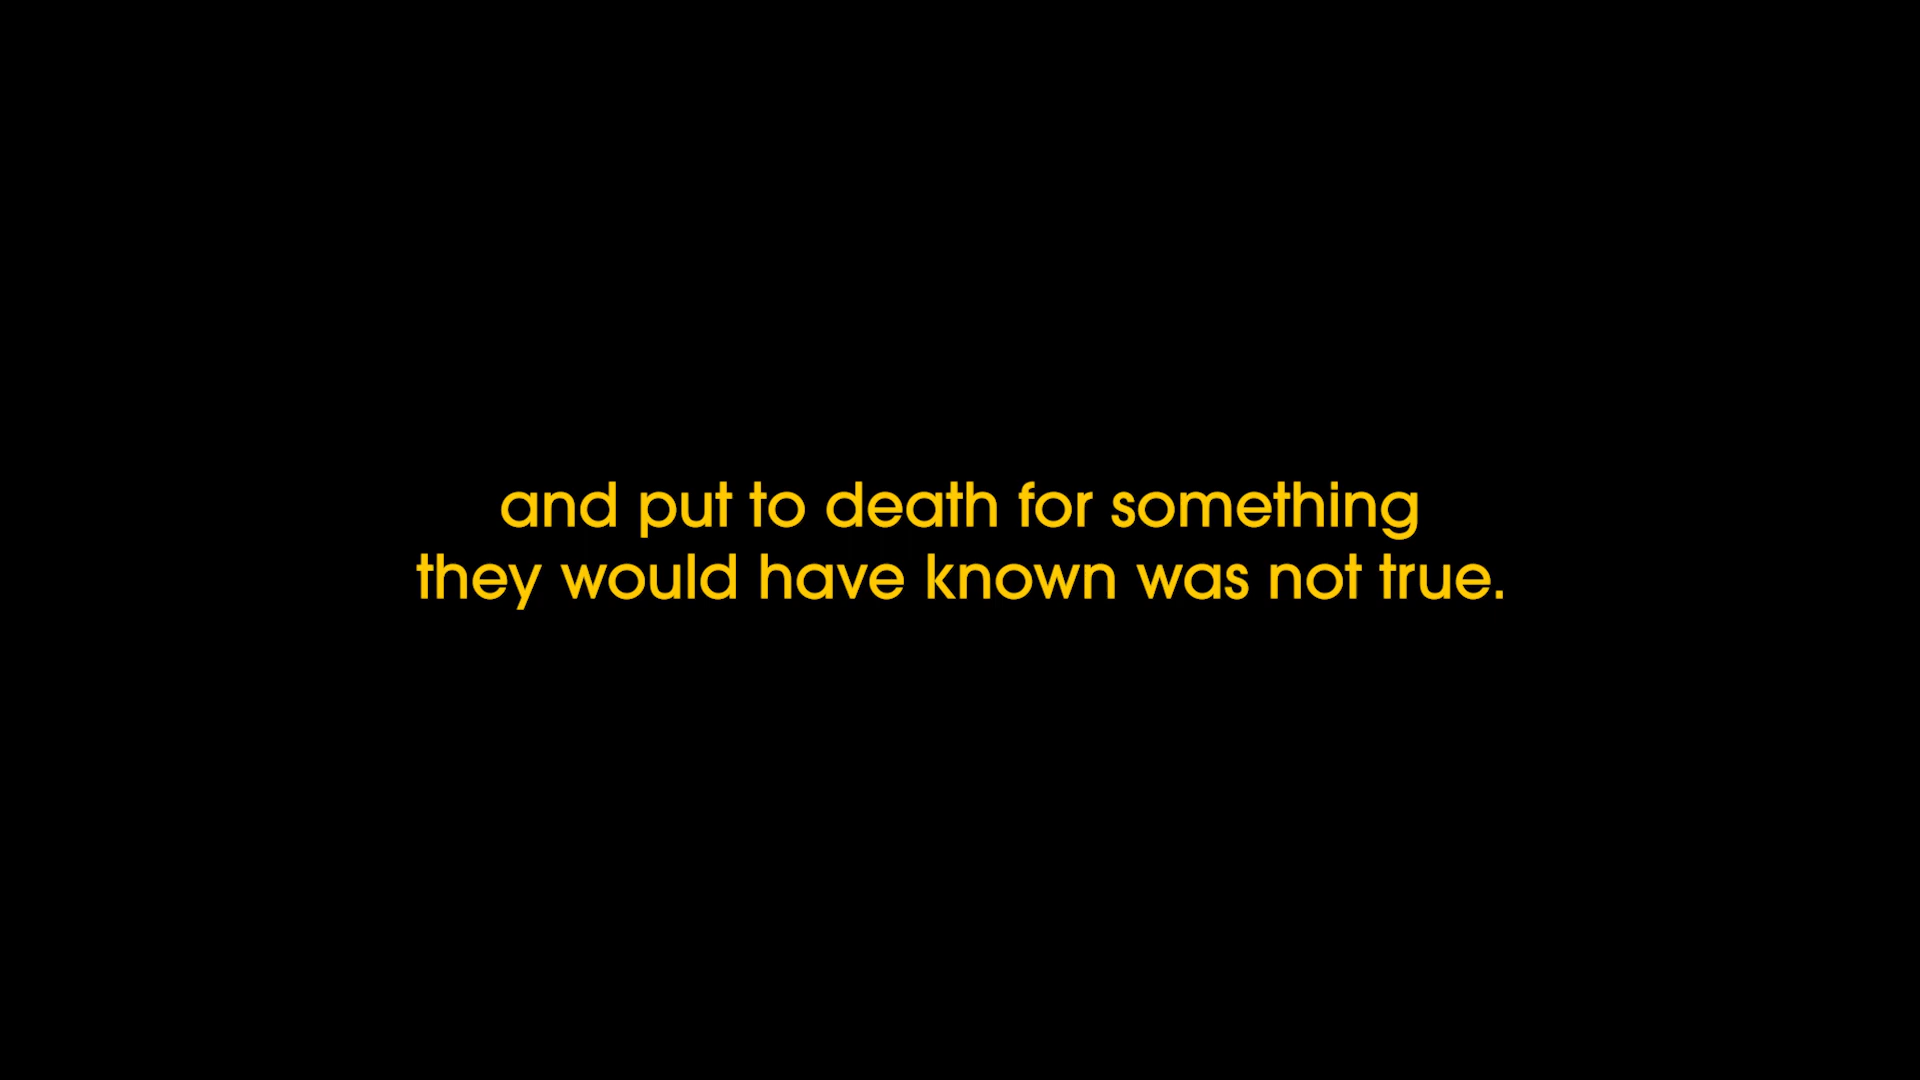 and put to death for something
they would have known was not true.